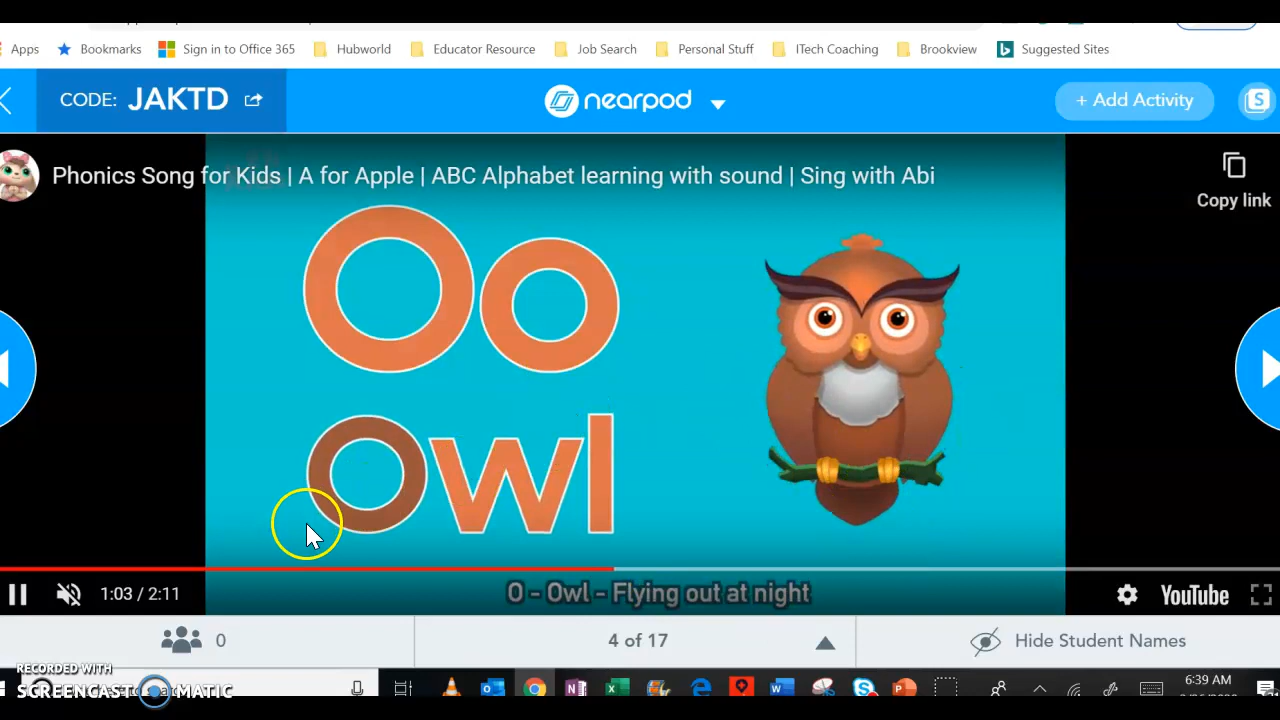 Apps Bookmarks Sign in to Office 365 Hubworld Educator Resource Job Search Personal Stuff ITech Coaching Brookview Suggested Sites
CODE: JAKTD nearpod + Add Activity S
Phonics Song for Kids | A for Apple | ABC Alphabet learning with sound | Sing with Abi
Copy link
Oo
Owl
1:03 / 2:11 O - Owl - Flying out at night YouTube
0 4 of 17 Hide Student Names
RECORDED WITH
SCREENCAST MATIC
6:39 AM